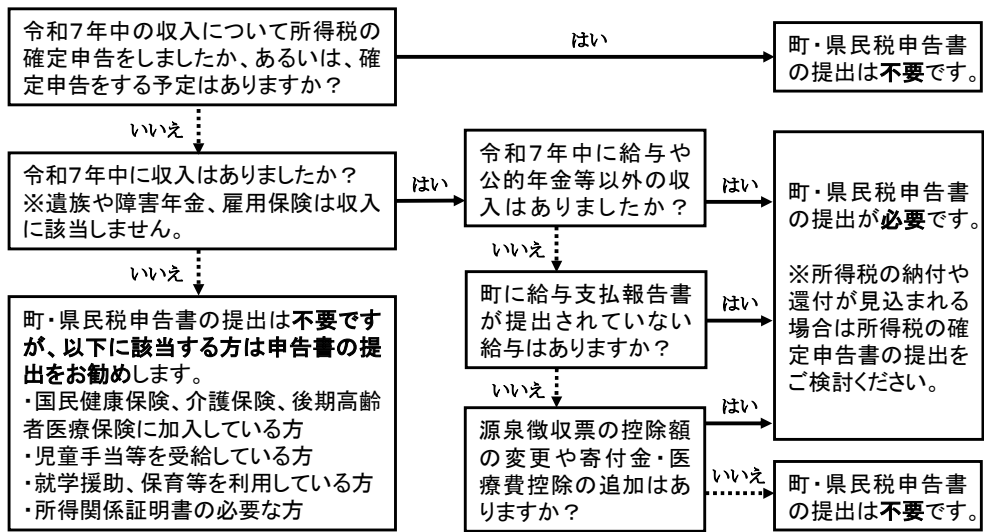 令和7年中の収入について所得税の
確定申告をしましたか、あるいは、確
定申告をする予定はありますか？
はい
町・県民税申告書
の提出は不要です。
いいえ
令和7年中に収入はありましたか？
※遺族や障害年金、雇用保険は収入
に該当しません。
はい
令和7年中に給与や
公的年金等以外の収
入はありましたか？
はい
町・県民税申告書
の提出が必要です。
※所得税の納付や
還付が見込まれる
場合は所得税の確
定申告書の提出を
ご検討ください。
いいえ
町・県民税申告書の提出は不要です
が、以下に該当する方は申告書の提
出をお勧めします。
・国民健康保険、介護保険、後期高齢
者医療保険に加入している方
・児童手当等を受給している方
・就学援助、保育等を利用している方
・所得関係証明書の必要な方
いいえ
町に給与支払報告書
が提出されていない
給与はありますか？
はい
いいえ
源泉徴収票の控除額
の変更や寄付金・医
療費控除の追加はあ
りますか？
はい
いいえ
町・県民税申告書
の提出は不要です。